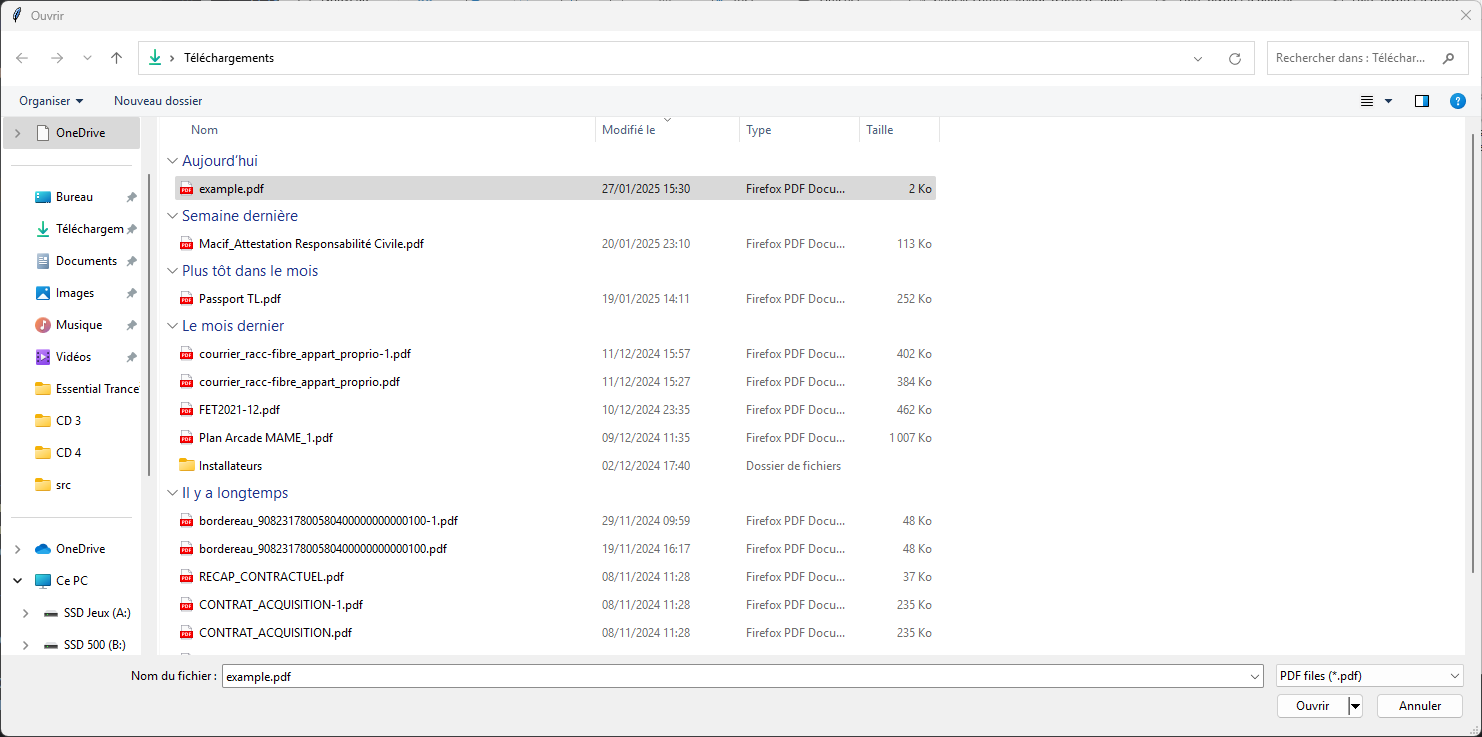 Ouvrir
Téléchargements
Rechercher dans : Téléchar...
Organiser
Nouveau dossier
OneDrive
Nom Modifié le Type Taille
Aujourd'hui
example.pdf 27/01/2025 15:30 Firefox PDF Docu... 2 Ko
Semaine dernière
Macif_Attestation Responsabilité Civile.pdf 20/01/2025 23:10 Firefox PDF Docu... 113 Ko
Plus tôt dans le mois
Passport TL.pdf 19/01/2025 14:11 Firefox PDF Docu... 252 Ko
Le mois dernier
courrier_racc-fibre_appart_proprio-1.pdf 11/12/2024 15:57 Firefox PDF Docu... 402 Ko
courrier_racc-fibre_appart_proprio.pdf 11/12/2024 15:27 Firefox PDF Docu... 384 Ko
FET2021-12.pdf 10/12/2024 23:35 Firefox PDF Docu... 462 Ko
Plan Arcade MAME_1.pdf 09/12/2024 11:35 Firefox PDF Docu... 1 007 Ko
Installateurs 02/12/2024 17:40 Dossier de fichiers
Il y a longtemps
bordereau_9082317800580400000000000100-1.pdf 29/11/2024 09:59 Firefox PDF Docu... 48 Ko
bordereau_9082317800580400000000000100.pdf 19/11/2024 16:17 Firefox PDF Docu... 48 Ko
RECAP_CONTRACTUEL.pdf 08/11/2024 11:28 Firefox PDF Docu... 37 Ko
CONTRAT_ACQUISITION-1.pdf 08/11/2024 11:28 Firefox PDF Docu... 235 Ko
CONTRAT_ACQUISITION.pdf 08/11/2024 11:28 Firefox PDF Docu... 235 Ko
Bureau
Téléchargem
Documents
Images
Musique
Vidéos
Essential Trance
CD 3
CD 4
src
OneDrive
Ce PC
SSD Jeux (A:)
SSD 500 (B:)
Nom du fichier : example.pdf
PDF files (*.pdf)
Ouvrir
Annuler